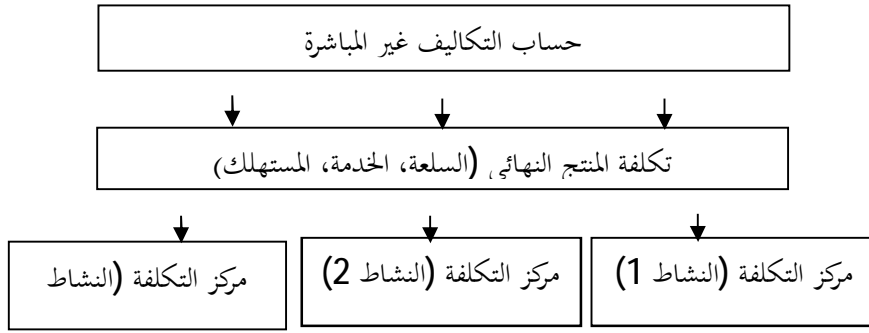 حساب التكاليف غير المباشرة
تكلفة المنتج النهائي (السلعة، الخدمة، المستهلك)
مركز التكلفة (النشاط 1)
مركز التكلفة (النشاط 2)
مركز التكلفة (النشاط